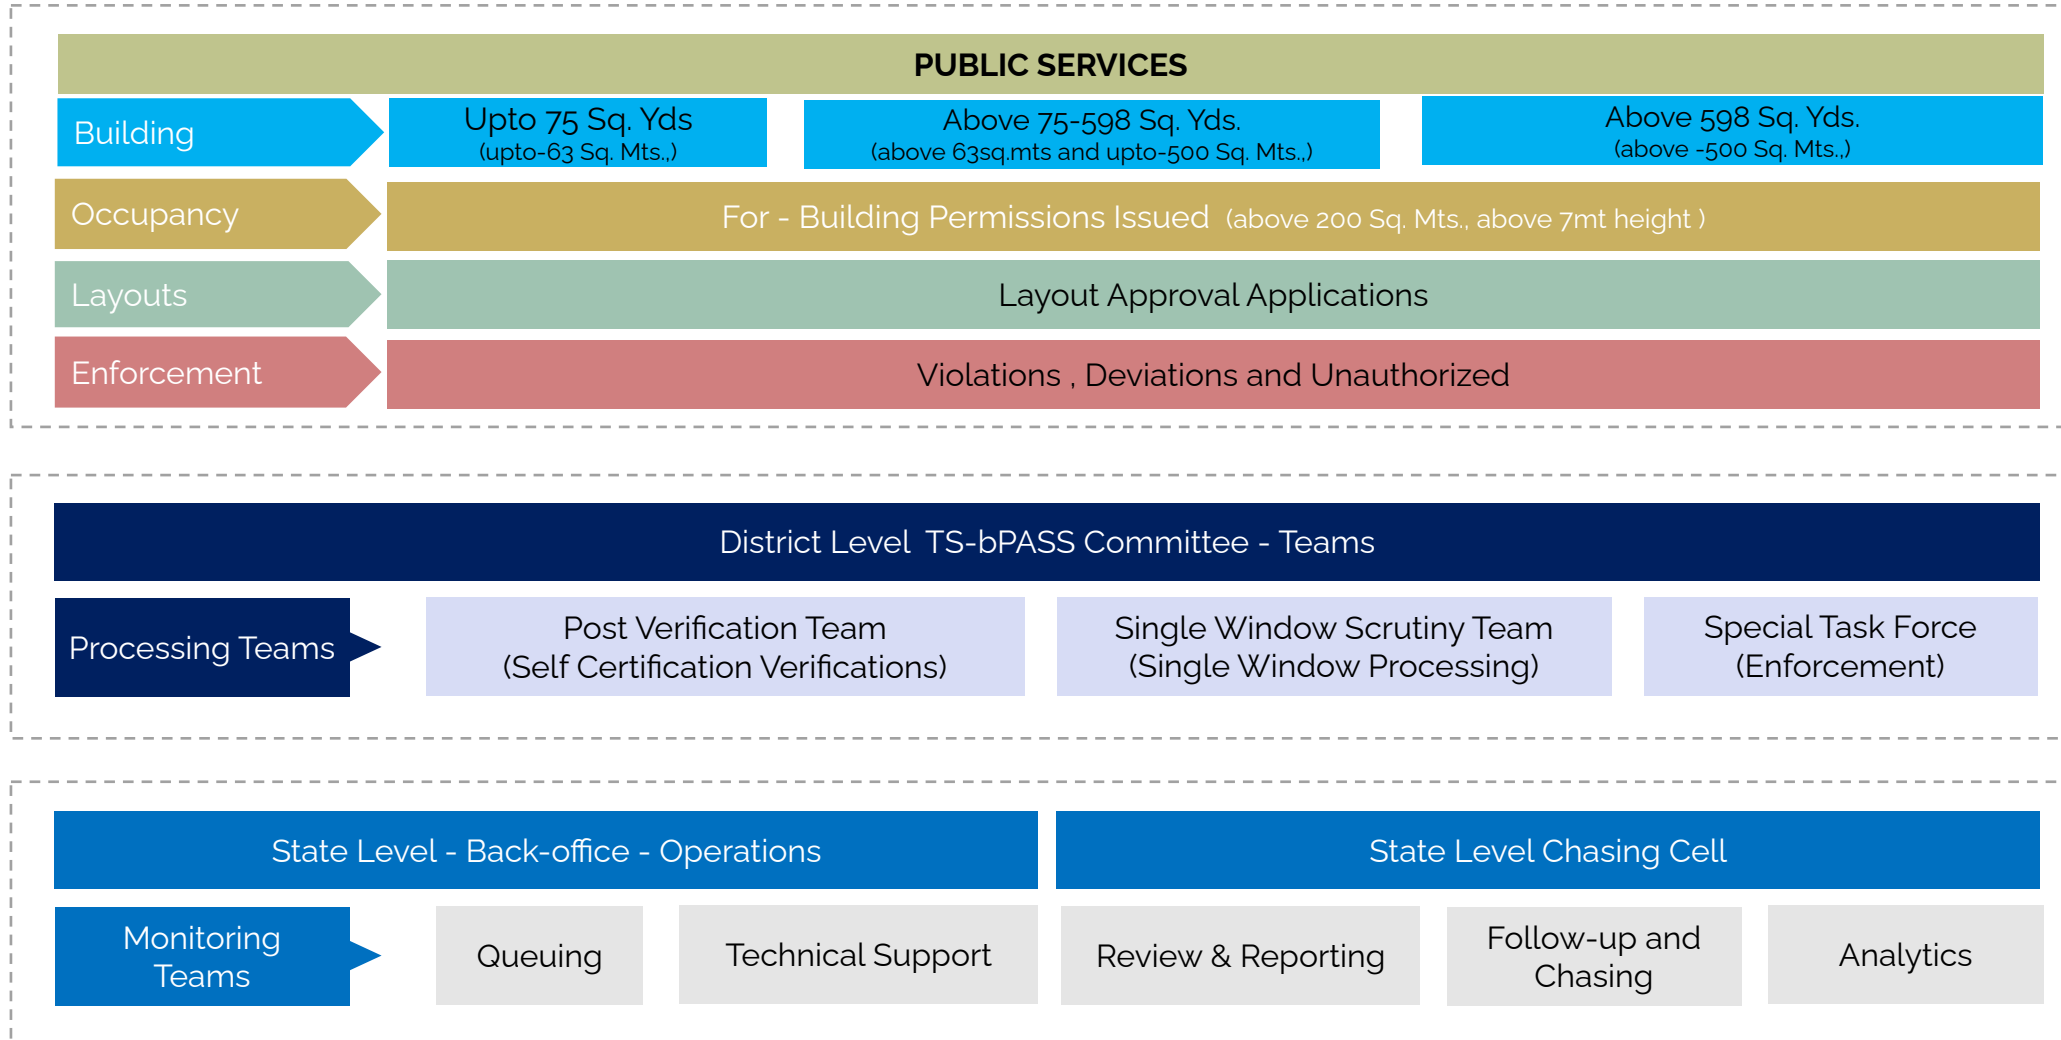 PUBLIC SERVICES
Building
Upto 75 Sq. Yds
(upto-63 Sq. Mts.,)
Above 75-598 Sq. Yds.
(above 63sq.mts and upto-500 Sq. Mts.,)
Above 598 Sq. Yds.
(above -500 Sq. Mts.,)
Occupancy
For - Building Permissions Issued (above 200 Sq. Mts., above 7mt height )
Layouts
Layout Approval Applications
Enforcement
Violations , Deviations and Unauthorized
District Level TS-bPASS Committee - Teams
Processing Teams
Post Verification Team
(Self Certification Verifications)
Single Window Scrutiny Team
(Single Window Processing)
Special Task Force
(Enforcement)
State Level - Back-office - Operations
State Level Chasing Cell
Monitoring
Teams
Queuing
Technical Support
Review & Reporting
Follow-up and
Chasing
Analytics